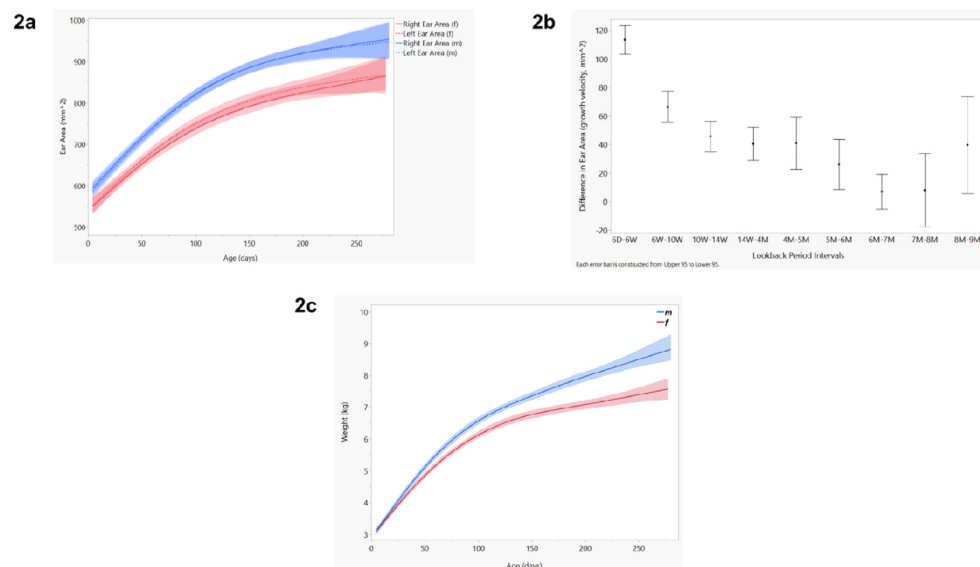 2a
1000
900
800
700
600
500
Ear Area (mm^2)
0
50
100
150
200
250
Age (days)
Right Ear Area (f)
Left Ear Area (f)
Right Ear Area (m)
Left Ear Area (m)
2b
120
100
80
60
40
20
0
-20
Difference in Ear Area (growth velocity, mm^2)
6W-10W
10W-14W
14W-4M
4M-5M
5M-6M
6M-7M
7M-8M
8M-9M
Lookback Period Intervals
Each error bar is constructed from Upper 95 to Lower 95.
2c
10
9
8
7
6
5
4
3
Weight (kg)
0
50
100
150
200
250
Age (days)
m
f